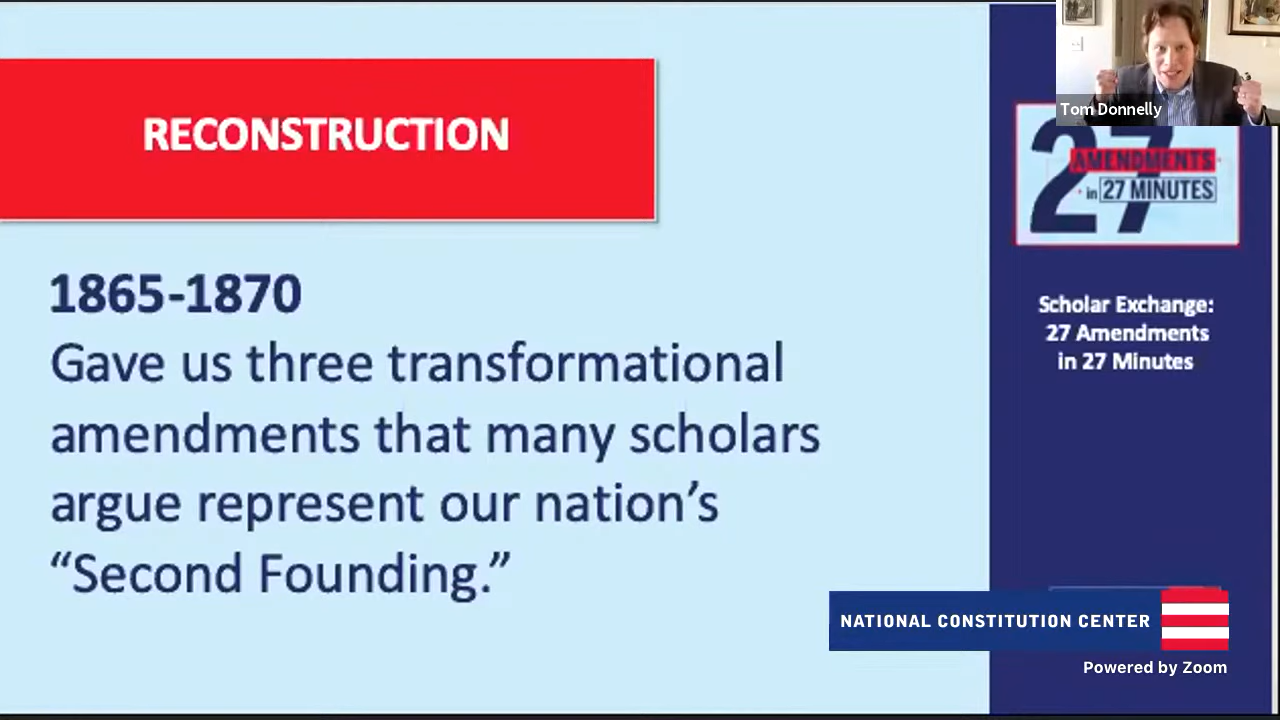 RECONSTRUCTION
1865-1870
Gave us three transformational
amendments that many scholars
argue represent our nation’s
“Second Founding.”
Tom Donnelly
27
AMENDMENTS
in 27 MINUTES
Scholar Exchange:
27 Amendments
in 27 Minutes
NATIONAL CONSTITUTION CENTER
Powered by Zoom